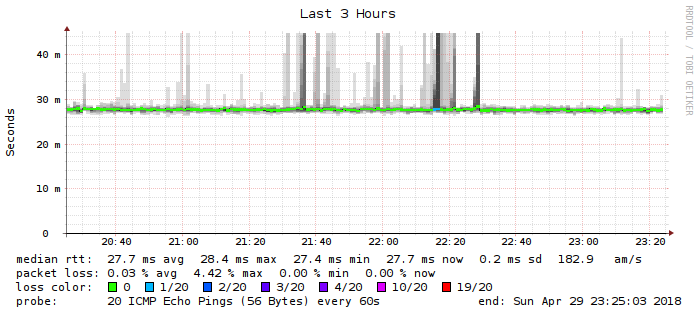 Last 3 Hours
RRDTOOL / TOBI OETIKER
Seconds
40 m
30 m
20 m
10 m
0
20:40 21:00 21:20 21:40 22:00 22:20 22:40 23:00 23:20
median rtt: 27.7 ms avg 28.4 ms max 27.4 ms min 27.7 ms now 0.2 ms sd 182.9 am/s
packet loss: 0.03 % avg 4.42 % max 0.00 % min 0.00 % now
loss color: 0 1/20 2/20 3/20 4/20 10/20 19/20
probe: 20 ICMP Echo Pings (56 Bytes) every 60s end: Sun Apr 29 23:25:03 2018